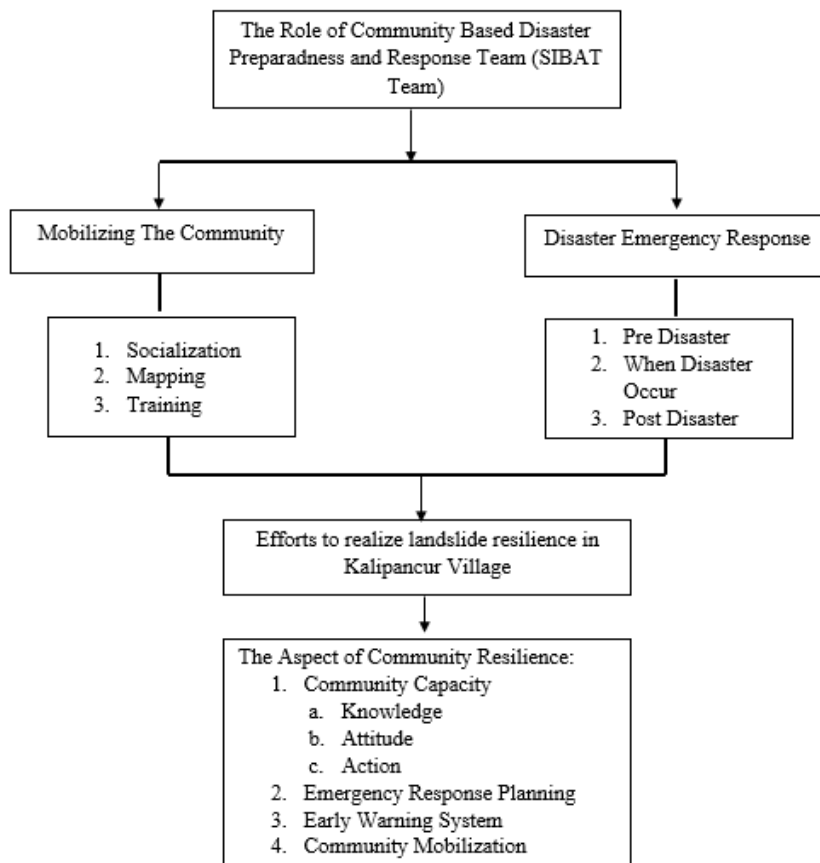 The Role of Community Based Disaster
Preparadness and Response Team (SIBAT
Team)
Mobilizing The Community
Disaster Emergency Response
1. Socialization
2. Mapping
3. Training
1. Pre Disaster
2. When Disaster
Occur
3. Post Disaster
Efforts to realize landslide resilience in
Kalipancur Village
The Aspect of Community Resilience:
1. Community Capacity
a. Knowledge
b. Attitude
c. Action
2. Emergency Response Planning
3. Early Warning System
4. Community Mobilization